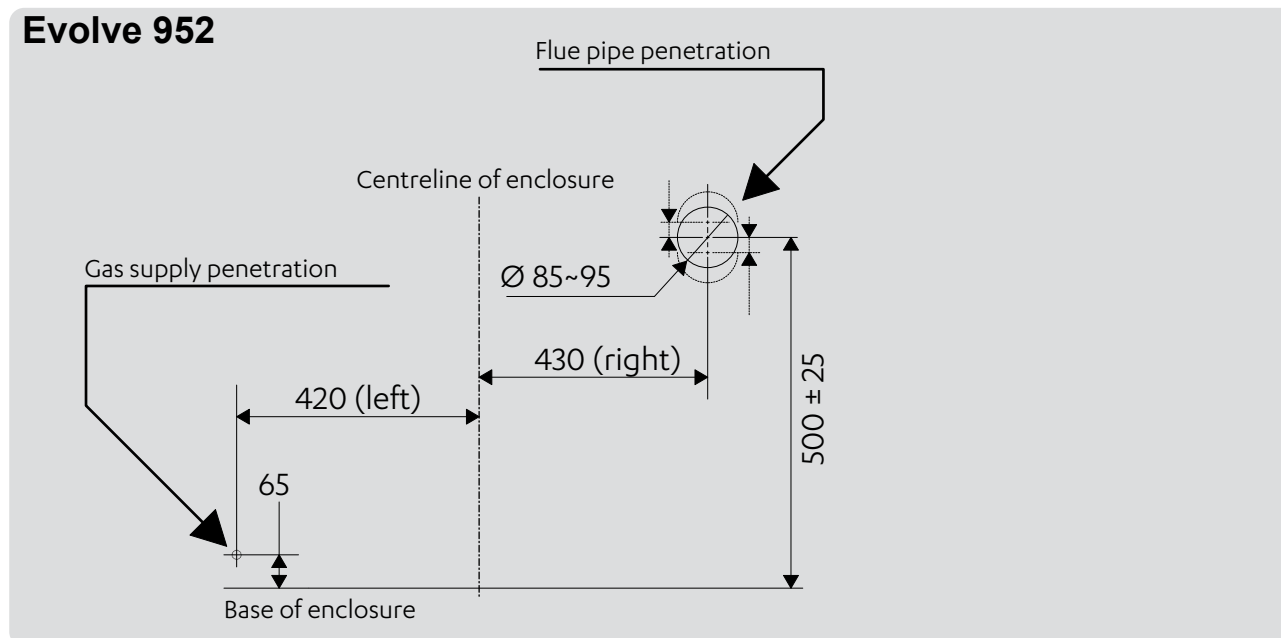 Evolve 952
Flue pipe penetration
Centreline of enclosure
Gas supply penetration
Ø 85~95
430 (right)
420 (left)
500 ± 25
65
Base of enclosure